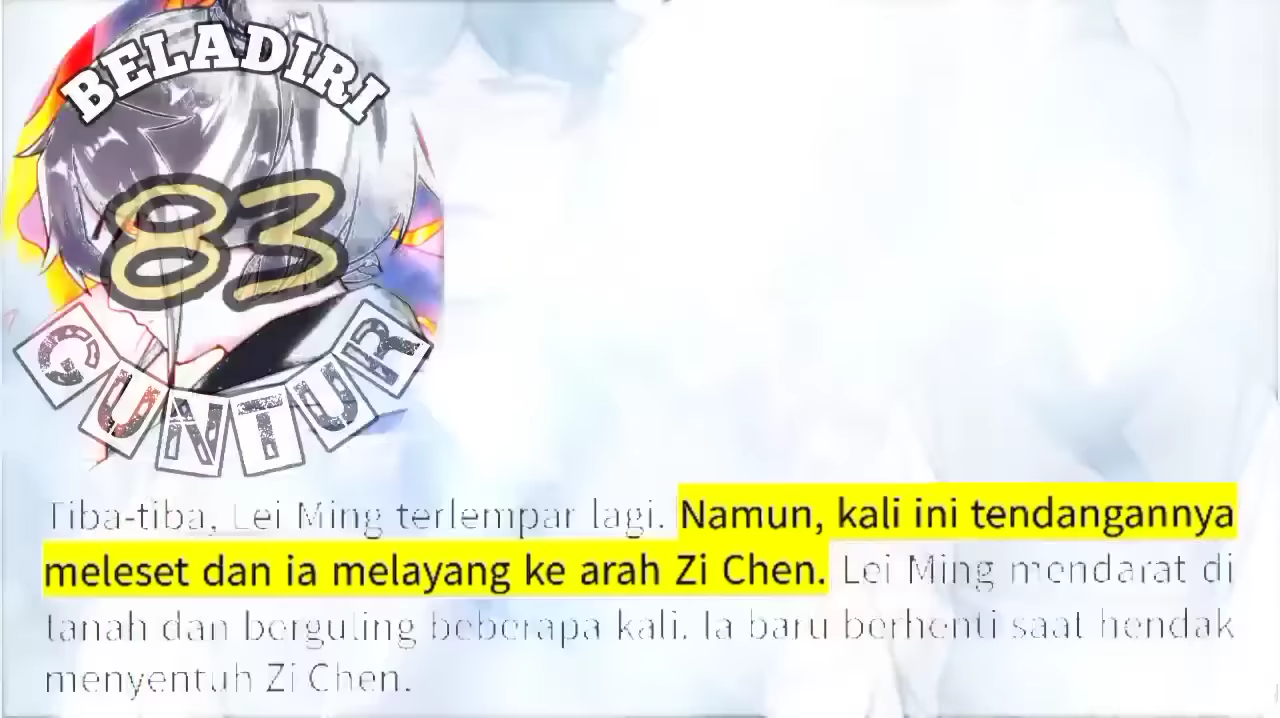 BELADIRI
83
GUNTUR
Tiba-tiba, Lei Ming terlempar lagi. Namun, kali ini tendangannya
meleset dan ia melayang ke arah Zi Chen. Lei Ming mendarat di
tanah dan berguling beberapa kali. Ia baru berhenti saat hendak
menyentuh Zi Chen.